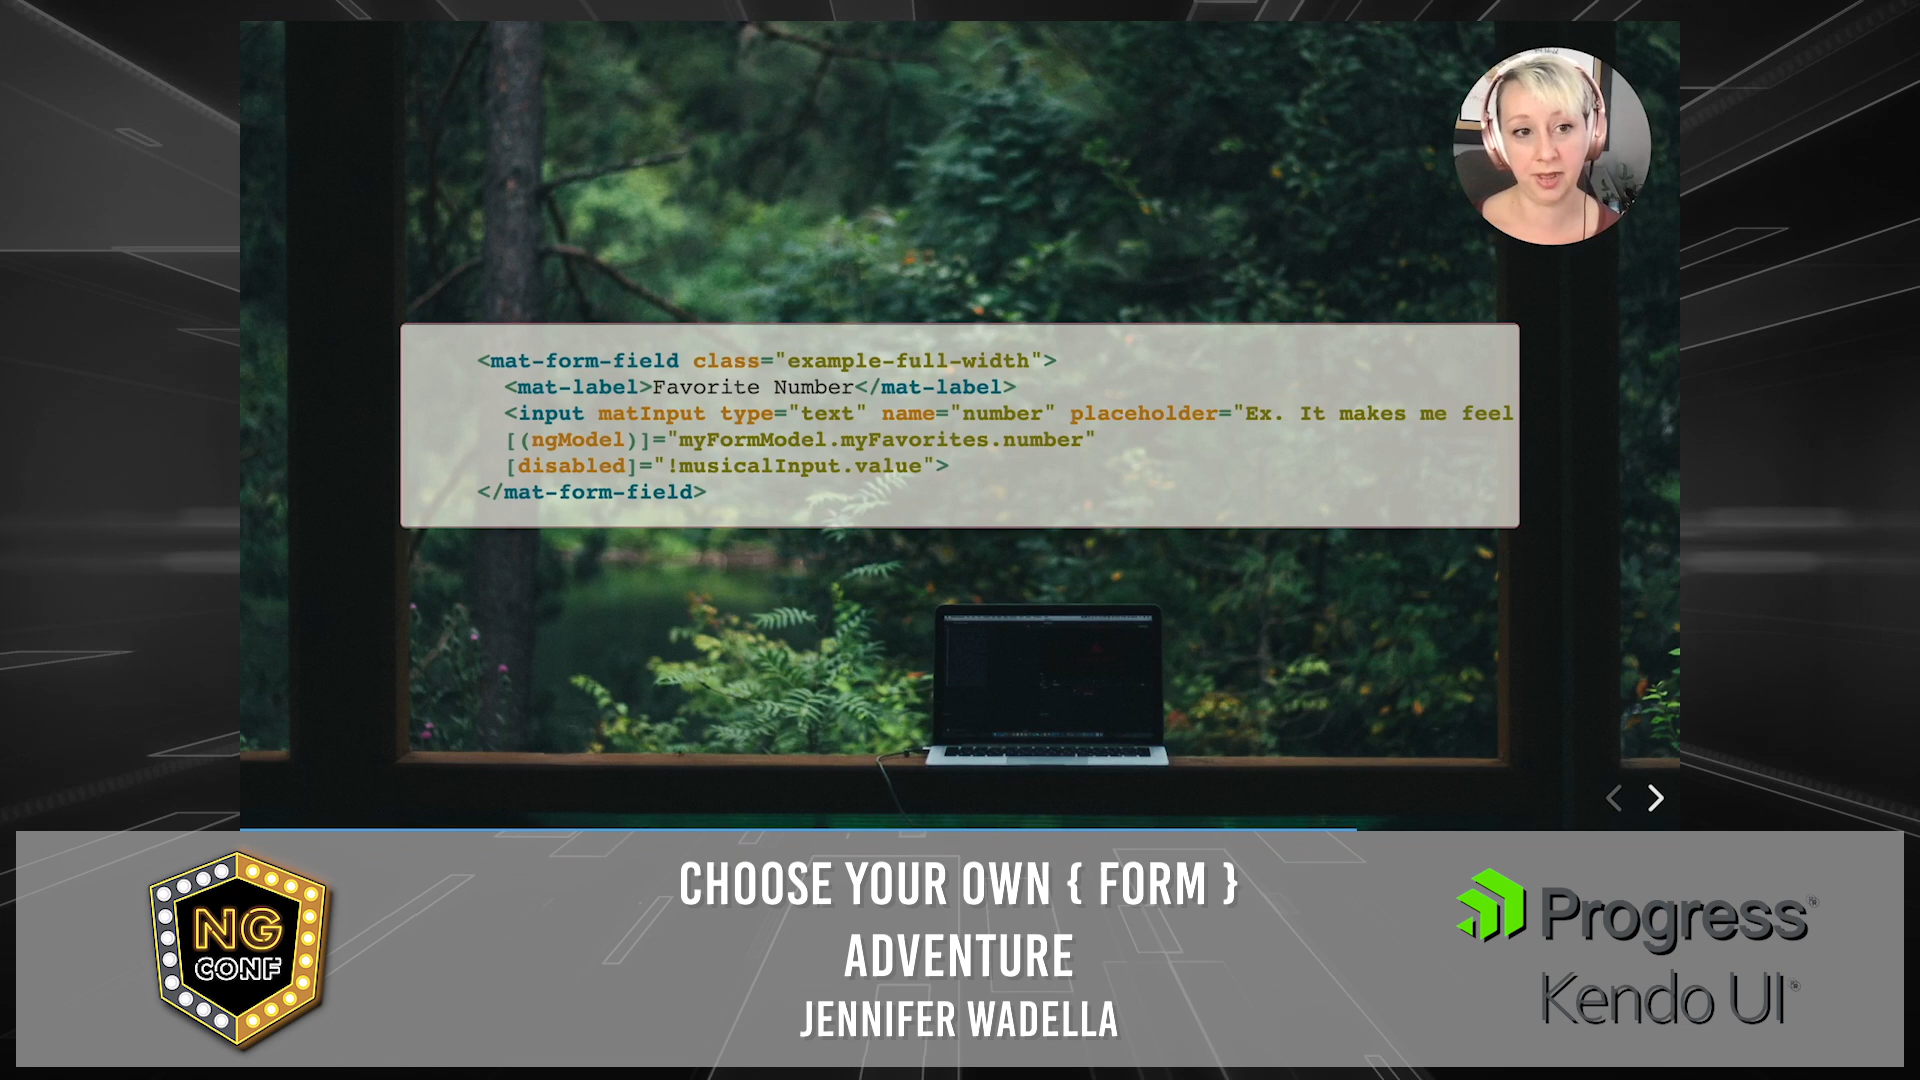 <mat-form-field class="example-full-width">
<mat-label>Favorite Number</mat-label>
<input matInput type="text" name="number" placeholder="Ex. It makes me feel
[(ngModel)]="myFormModel.myFavorites.number"
[disabled]="!musicalInput.value">
</mat-form-field>
NG
CONF
CHOOSE YOUR OWN { FORM }
ADVENTURE
JENNIFER WADELLA
Progress®
Kendo UI®